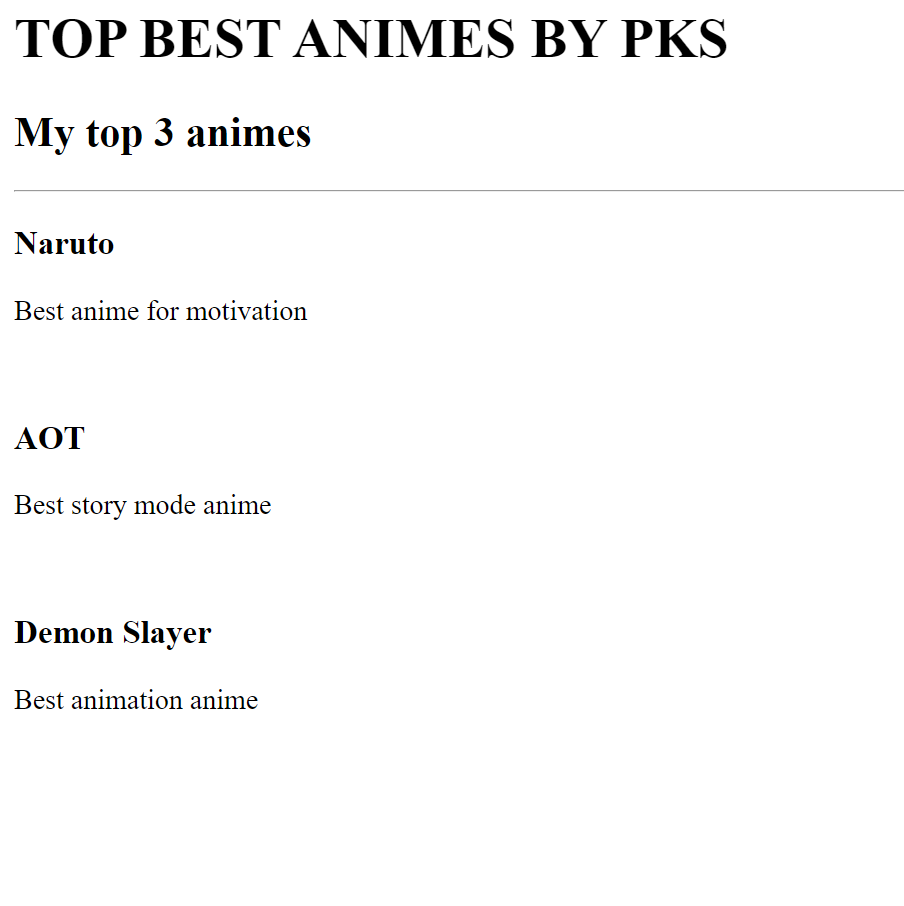 TOP BEST ANIMES BY PKS
My top 3 animes
Naruto
Best anime for motivation
AOT
Best story mode anime
Demon Slayer
Best animation anime